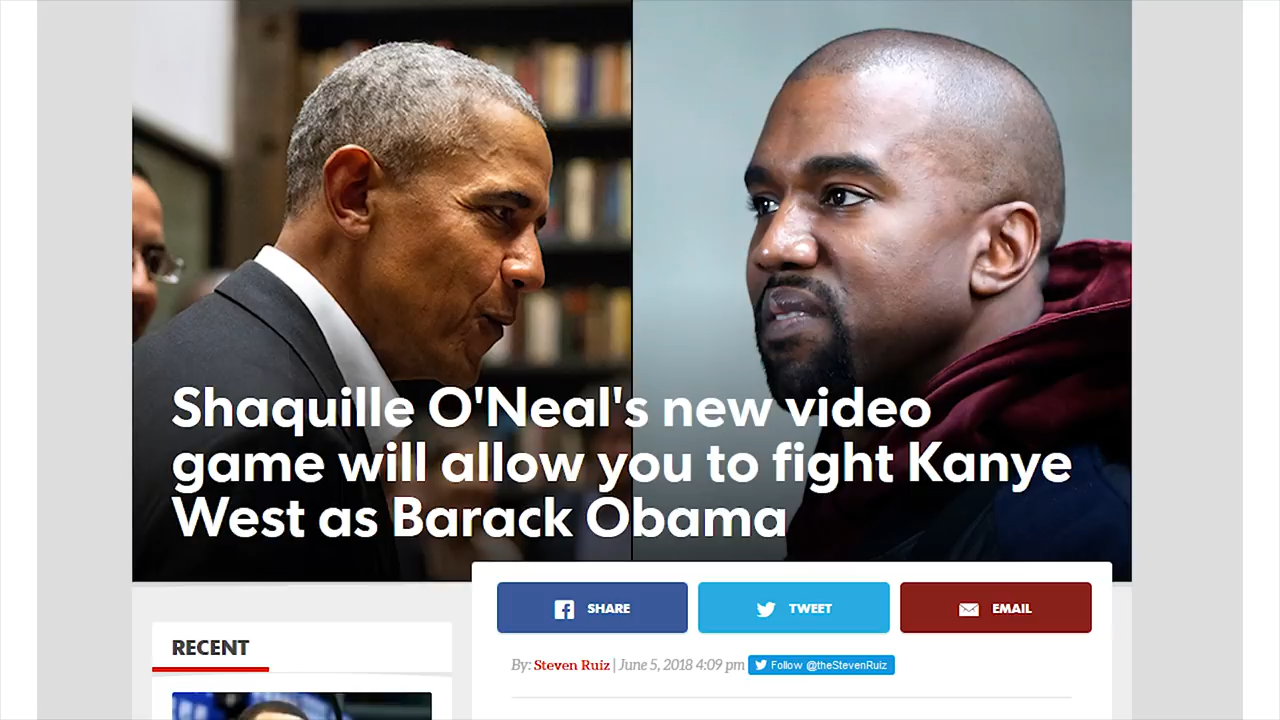 Shaquille O'Neal's new video
game will allow you to fight Kanye
West as Barack Obama
SHARE
TWEET
EMAIL
RECENT
By: Steven Ruiz | June 5, 2018 4:09 pm
Follow @theStevenRuiz